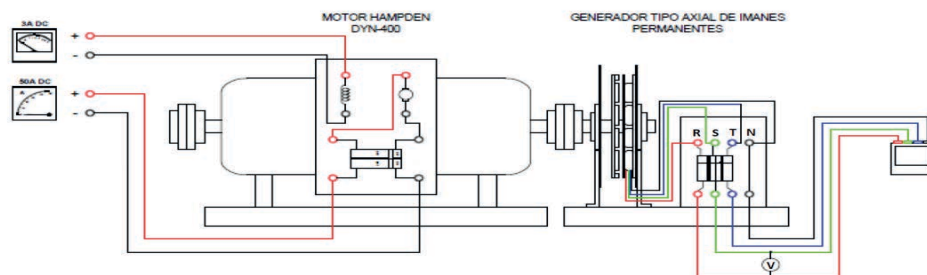 3A DC
+
-
50A DC
A
+
-
MOTOR HAMPDEN
DYN-400
GENERADOR TIPO AXIAL DE IMANES
PERMANENTES
R S T N
V